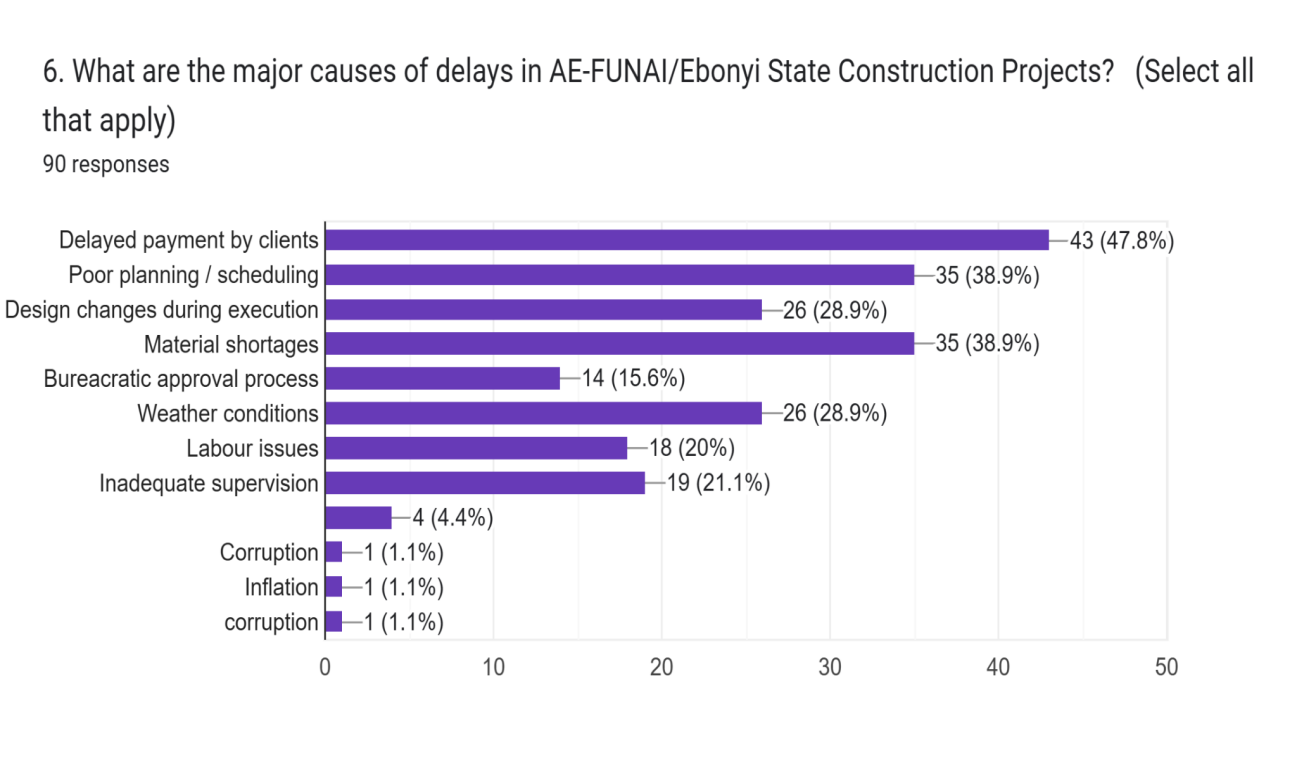 6. What are the major causes of delays in AE-FUNAI/Ebonyi State Construction Projects? (Select all
that apply)
90 responses
Delayed payment by clients 43 (47.8%)
Poor planning / scheduling 35 (38.9%)
Design changes during execution 26 (28.9%)
Material shortages 35 (38.9%)
Bureacratic approval process 14 (15.6%)
Weather conditions 26 (28.9%)
Labour issues 18 (20%)
Inadequate supervision 19 (21.1%)
4 (4.4%)
Corruption 1 (1.1%)
Inflation 1 (1.1%)
corruption 1 (1.1%)
0 10 20 30 40 50